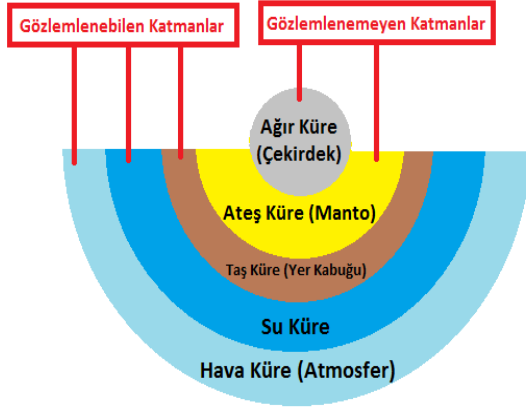 Gözlemlenebilen Katmanlar
Gözlemlenemeyen Katmanlar
Ağır Küre
(Çekirdek)
Ateş Küre (Manto)
Taş Küre (Yer Kabuğu)
Su Küre
Hava Küre (Atmosfer)